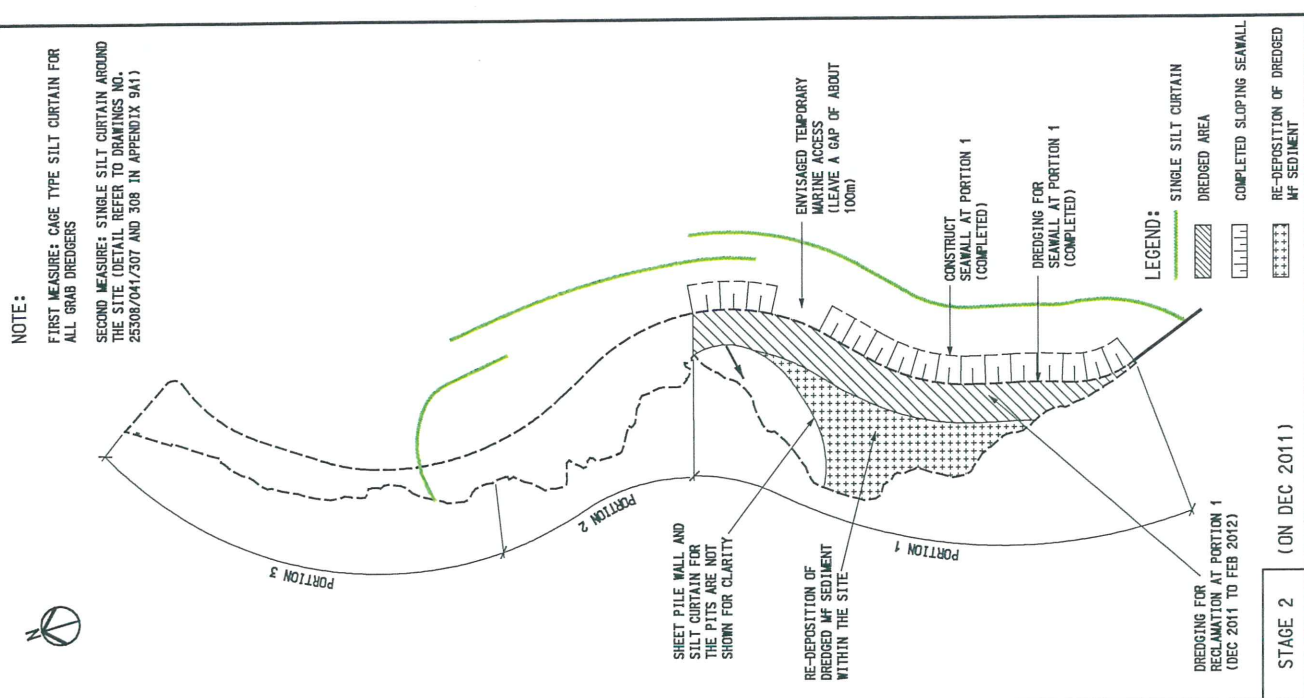 NOTE:
FIRST MEASURE: CAGE TYPE SILT CURTAIN FOR
ALL GRAB DREDGERS
SECOND MEASURE: SINGLE SILT CURTAIN AROUND
THE SITE (DETAIL REFER TO DRAWINGS NO.
25308/041/307 AND 308 IN APPENDIX 9A1)
N
PORTION 3
PORTION 2
PORTION 1
ENVISAGED TEMPORARY
MARINE ACCESS
(LEAVE A GAP OF ABOUT
100m)
CONSTRUCT
SEAWALL AT PORTION 1
(COMPLETED)
DREDGING FOR
SEAWALL AT PORTION 1
(COMPLETED)
SHEET PILE WALL AND
SILT CURTAIN FOR
THE PITS ARE NOT
SHOWN FOR CLARITY
RE-DEPOSITION OF
DREDGED Mf SEDIMENT
WITHIN THE SITE
DREDGING FOR
RECLAMATION AT PORTION 1
(DEC 2011 TO FEB 2012)
LEGEND:
SINGLE SILT CURTAIN
DREDGED AREA
COMPLETED SLOPING SEAWALL
RE-DEPOSITION OF DREDGED
Mf SEDIMENT
STAGE 2
(ON DEC 2011)